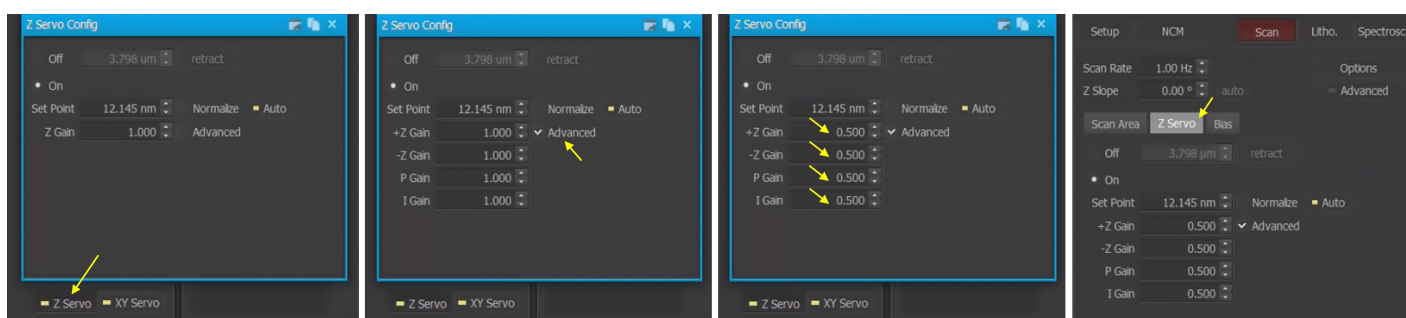 Z Servo Config
Off 3.798 um retract
On
Set Point 12.145 nm Normalize Auto
Z Gain 1.000 Advanced
Z Servo XY Servo
Z Servo Config
Off 3.798 um retract
On
Set Point 12.145 nm Normalize Auto
+Z Gain 1.000 Advanced
-Z Gain 1.000
P Gain 1.000
I Gain 1.000
Z Servo XY Servo
Z Servo Config
Off 3.798 um retract
On
Set Point 12.145 nm Normalize Auto
+Z Gain 0.500 Advanced
-Z Gain 0.500
P Gain 0.500
I Gain 0.500
Z Servo XY Servo
Setup NCM Scan Litho. Spectrosc
Scan Rate 1.00 Hz Options
Z Slope 0.00 º auto Advanced
Scan Area Z Servo Bias
Off 3.798 µm retract
On
Set Point 12.145 nm Normalize Auto
+Z Gain 0.500 Advanced
-Z Gain 0.500
P Gain 0.500
I Gain 0.500